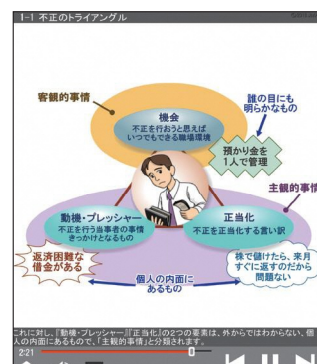 1-1 不正のトライアングル
客観的事情
誰の目にも
明らかなもの
機会
不正を行おうと思えば
いつでもできる職場環境
預かり金を
1人で管理
主観的事情
動機・プレッシャー
不正を行う当事者の事情
きっかけとなるもの
正当化
不正を正当化する言い訳
返済困難な
借金がある
個人の内面に
あるもの
株で儲けたら、来月
すぐに返すのだから
問題ない
これに対し、「動機・プレッシャー」「正当化」の2つの要素は、外からではわからない、個
人の内面にあるもので、「主観的事情」と分類されます。
2:21